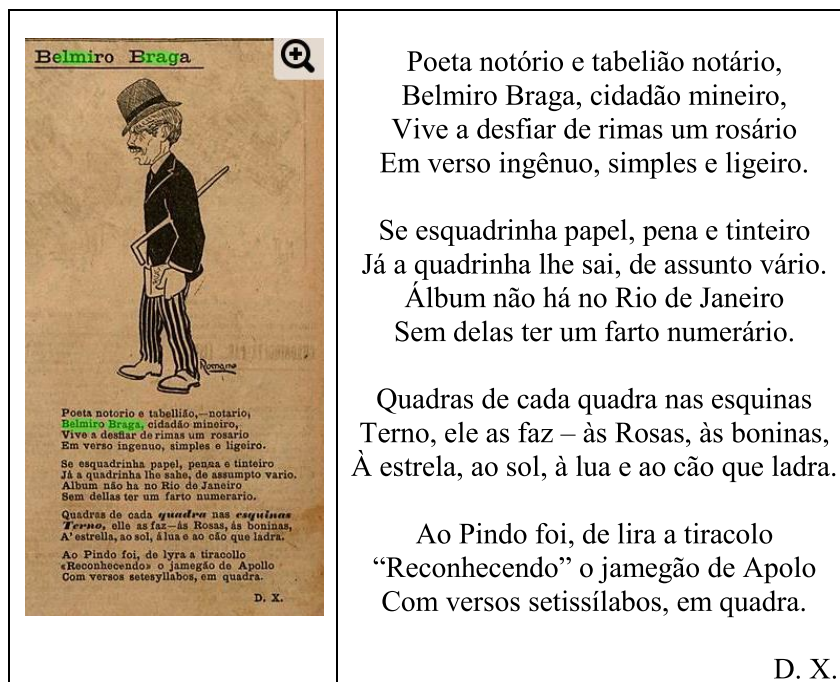 Belmiro Braga
Romano
Poeta notorio e tabellião,—notario,
Belmiro Braga, cidadão mineiro,
Vive a desfiar de rimas um rosario
Em verso ingenuo, simples e ligeiro.
Se esquadrinha papel, penna e tinteiro
Já a quadrinha lhe sahe, de assumpto vario.
Album não ha no Rio de Janeiro
Sem dellas ter um farto numerario.
Quadras de cada quadra nas esquinas
Terno, elle as faz—ás Rosas, ás boninas,
A' estrella, ao sol, á lua e ao cão que ladra.
Ao Pindo foi, de lyra a tiracollo
«Reconhecendo» o jamegão de Apollo
Com versos setesyllabos, em quadra.
D. X.
Poeta notório e tabelião notário,
Belmiro Braga, cidadão mineiro,
Vive a desfiar de rimas um rosário
Em verso ingênuo, simples e ligeiro.
Se esquadrinha papel, pena e tinteiro
Já a quadrinha lhe sai, de assunto vário.
Álbum não há no Rio de Janeiro
Sem delas ter um farto numerário.
Quadras de cada quadra nas esquinas
Terno, ele as faz – às Rosas, às boninas,
À estrela, ao sol, à lua e ao cão que ladra.
Ao Pindo foi, de lira a tiracolo
“Reconhecendo” o jamegão de Apolo
Com versos setissílabos, em quadra.
D. X.